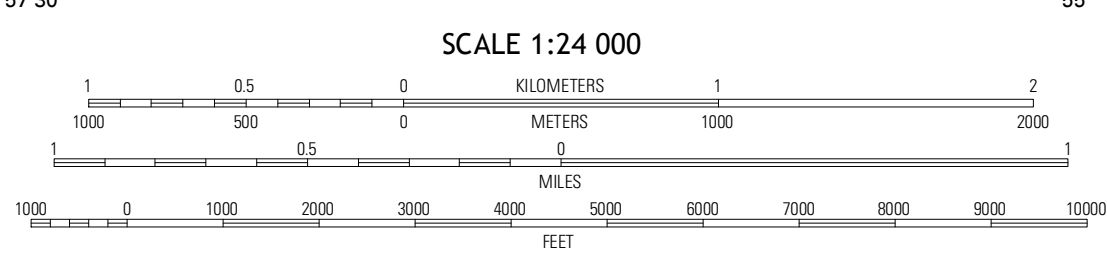 57'30" 55'
SCALE 1:24 000
1 0.5 0 KILOMETERS 1 2
1000 500 0 METERS 1000 2000
1 0.5 0 1
MILES
1000 0 1000 2000 3000 4000 5000 6000 7000 8000 9000 10000
FEET